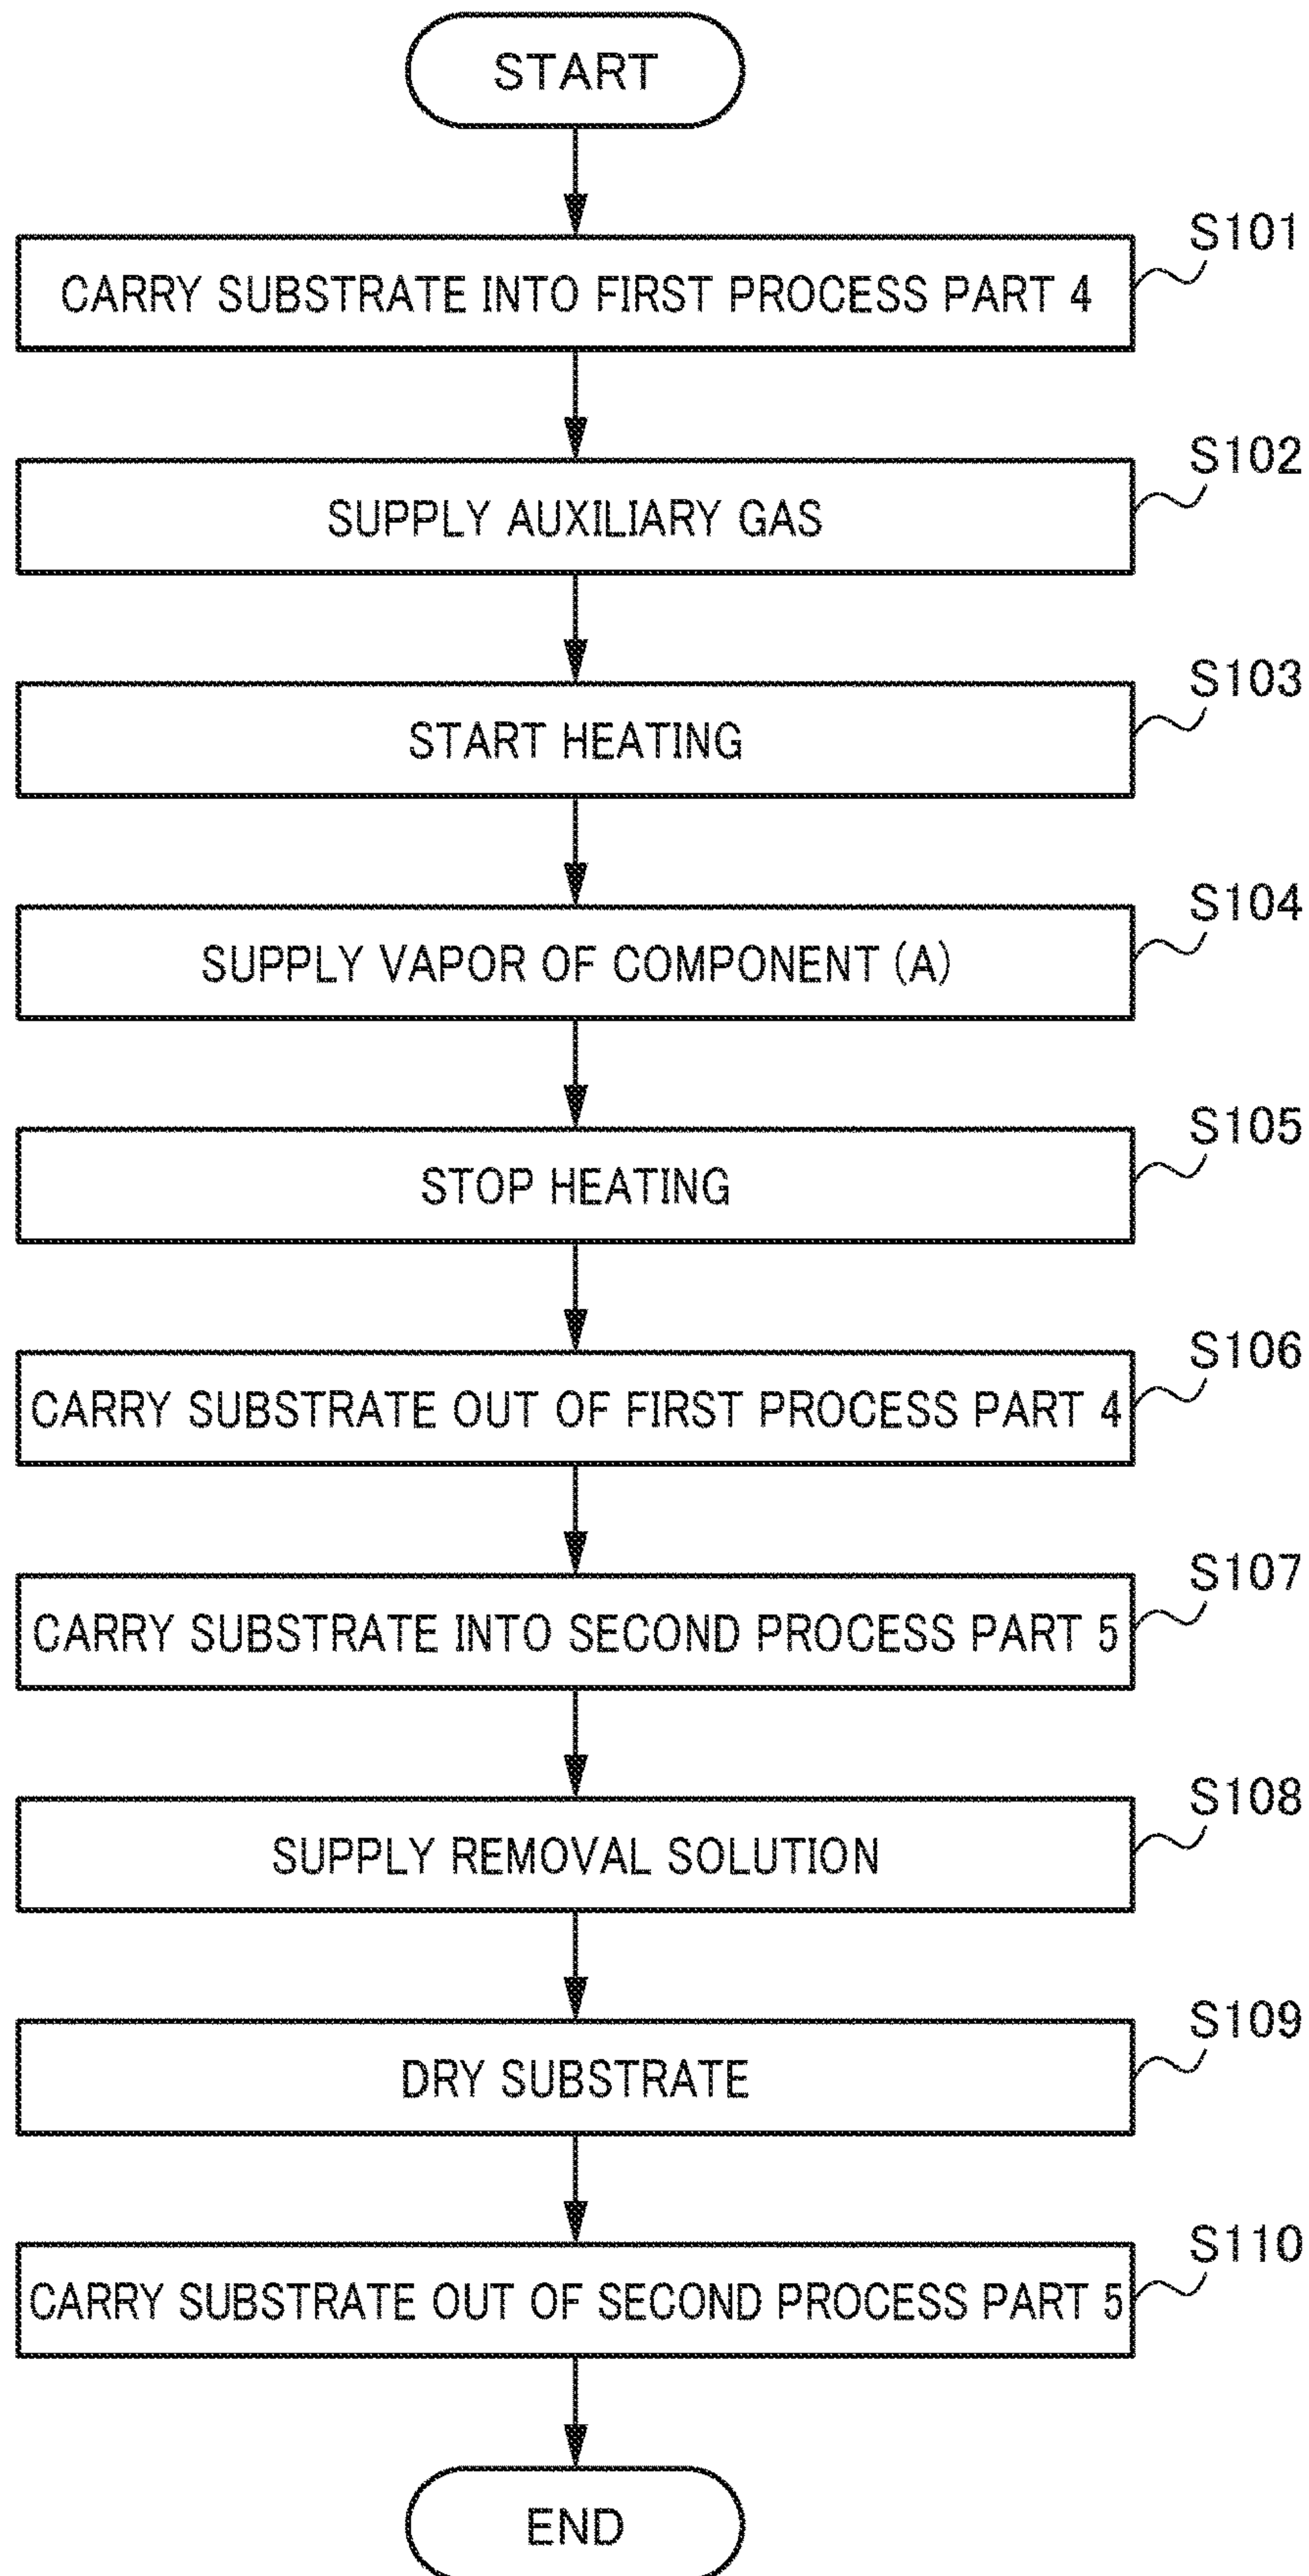 START
S101
CARRY SUBSTRATE INTO FIRST PROCESS PART 4
S102
SUPPLY AUXILIARY GAS
S103
START HEATING
S104
SUPPLY VAPOR OF COMPONENT (A)
S105
STOP HEATING
S106
CARRY SUBSTRATE OUT OF FIRST PROCESS PART 4
S107
CARRY SUBSTRATE INTO SECOND PROCESS PART 5
S108
SUPPLY REMOVAL SOLUTION
S109
DRY SUBSTRATE
S110
CARRY SUBSTRATE OUT OF SECOND PROCESS PART 5
END